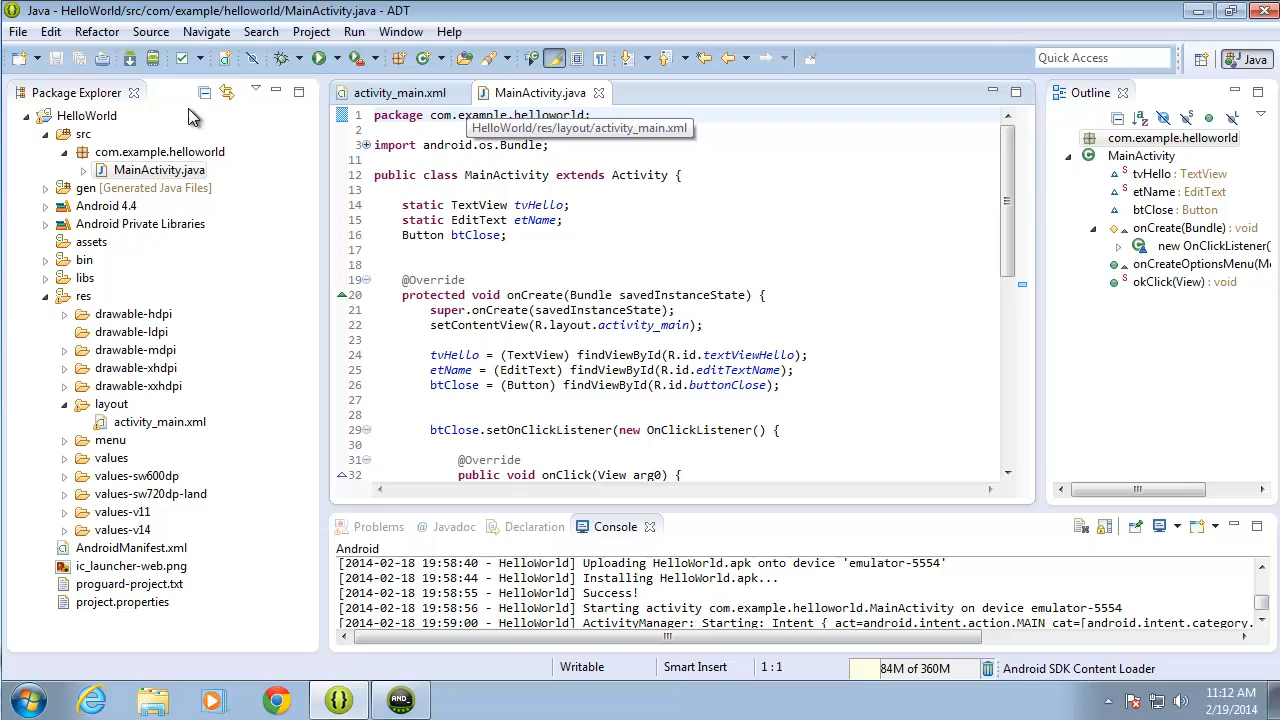 Java - HelloWorld/src/com/example/helloworld/MainActivity.java - ADT
File Edit Refactor Source Navigate Search Project Run Window Help
Quick Access
Java
Package Explorer
HelloWorld
src
com.example.helloworld
MainActivity.java
gen [Generated Java Files]
Android 4.4
Android Private Libraries
assets
bin
libs
res
drawable-hdpi
drawable-ldpi
drawable-mdpi
drawable-xhdpi
drawable-xxhdpi
layout
activity_main.xml
menu
values
values-sw600dp
values-sw720dp-land
values-v11
values-v14
AndroidManifest.xml
ic_launcher-web.png
proguard-project.txt
project.properties
activity_main.xml
MainActivity.java
1 package com.example.helloworld;
HelloWorld/res/layout/activity_main.xml
3 import android.os.Bundle;
11
12 public class MainActivity extends Activity {
13
14 static TextView tvHello;
15 static EditText etName;
16 Button btClose;
17
18
19 @Override
20 protected void onCreate(Bundle savedInstanceState) {
21 super.onCreate(savedInstanceState);
22 setContentView(R.layout.activity_main);
23
24 tvHello = (TextView) findViewById(R.id.textViewHello);
25 etName = (EditText) findViewById(R.id.editTextName);
26 btClose = (Button) findViewById(R.id.buttonClose);
27
28
29 btClose.setOnClickListener(new OnClickListener() {
30
31 @Override
32 public void onClick(View arg0) {
Outline
com.example.helloworld
MainActivity
tvHello : TextView
etName : EditText
btClose : Button
onCreate(Bundle) : void
new OnClickListener(
onCreateOptionsMenu(M
okClick(View) : void
Problems @ Javadoc Declaration Console
Android
[2014-02-18 19:58:40 - HelloWorld] Uploading HelloWorld.apk onto device 'emulator-5554'
[2014-02-18 19:58:44 - HelloWorld] Installing HelloWorld.apk...
[2014-02-18 19:58:55 - HelloWorld] Success!
[2014-02-18 19:58:56 - HelloWorld] Starting activity com.example.helloworld.MainActivity on device emulator-5554
[2014-02-18 19:59:00 - HelloWorld] ActivityManager: Starting: Intent { act=android.intent.action.MAIN cat=[android.intent.category.
Writable
Smart Insert
1 : 1
84M of 360M
Android SDK Content Loader
AND_
11:12 AM
2/19/2014